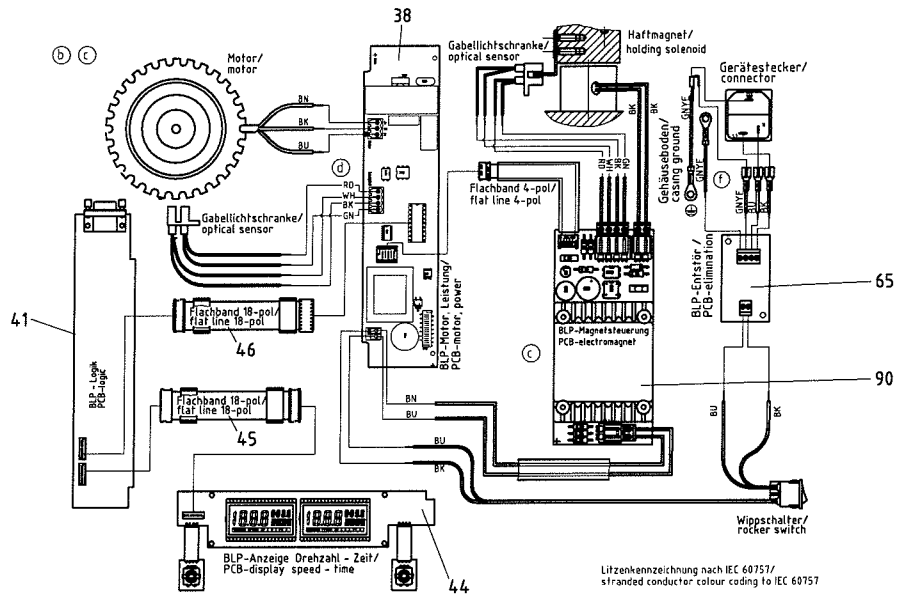 38
b c
Motor/
motor
BN
BK
BU
d
RD
WH
BK
GN
Gabellichtschranke/
optical sensor
41
BLP - Logik
PCB-logic
Flachband 18-pol/
flat line 18-pol
46
Flachband 18-pol/
flat line 18-pol
45
BLP-Motor, Leistung/
PCB-motor, power
Gabellichtschranke/
optical sensor
Haftmagnet/
holding solenoid
BK
BK
RD
WH
BK
GN
Flachband 4-pol/
flat line 4-pol
Gehäuseboden/
casing ground
GNYE
GNYE
f
Gerätestecker/
connector
GNYE
BU
BK
BLP-Entstör/
PCB-elimination
65
BLP-Magnetsteuerung
PCB-electromagnet
c
90
BN
BU
BU
BK
BU
BK
Wippschalter/
rocker switch
BLP-Anzeige Drehzahl - Zeit/
PCB-display speed - time
44
Litzenkennzeichnung nach IEC 60757/
stranded conductor colour coding to IEC 60757